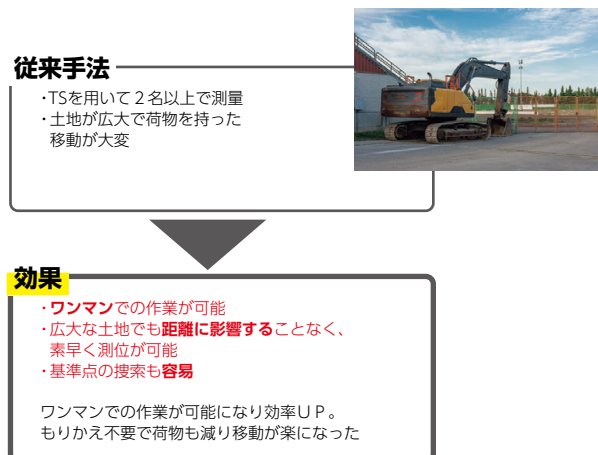 従来手法
・TSを用いて２名以上で測量
・土地が広大で荷物を持った
移動が大変
効果
・ワンマンでの作業が可能
・広大な土地でも距離に影響することなく、
素早く測位が可能
・基準点の捜索も容易
ワンマンでの作業が可能になり効率ＵＰ。
もりかえ不要で荷物も減り移動が楽になった